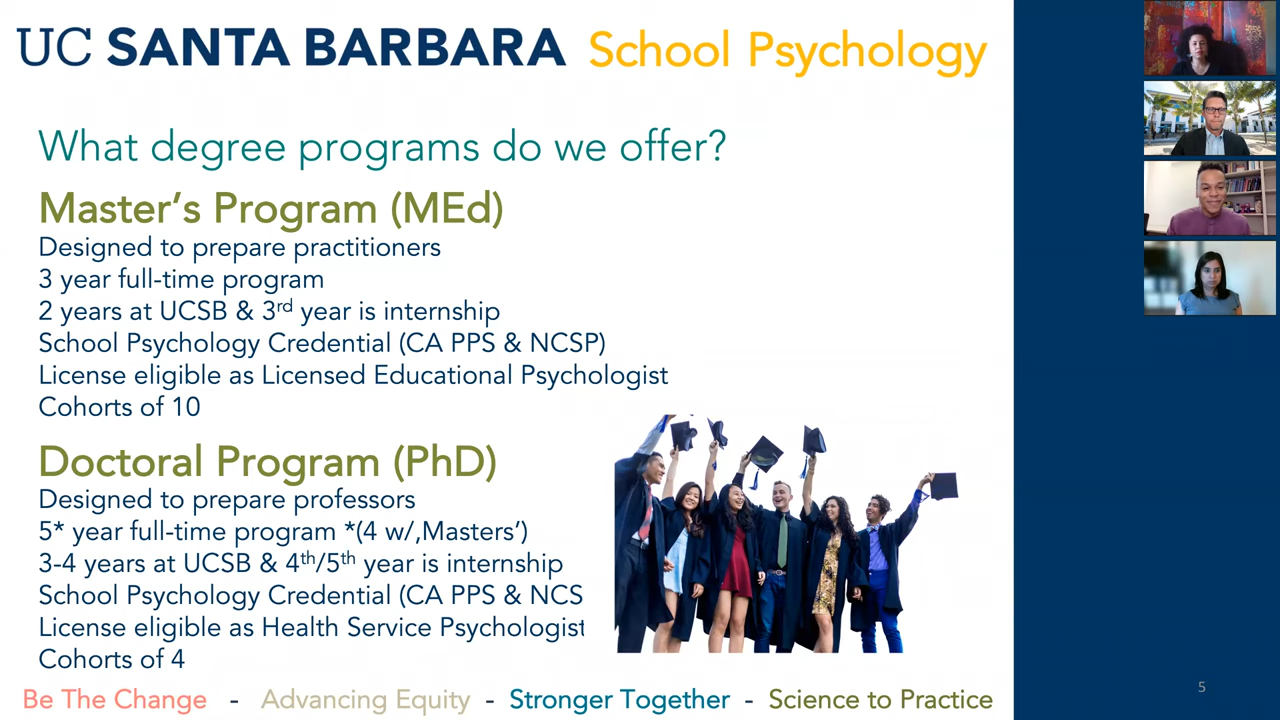 UC SANTA BARBARA School Psychology
What degree programs do we offer?
Master’s Program (MEd)
Designed to prepare practitioners
3 year full-time program
2 years at UCSB & 3rd year is internship
School Psychology Credential (CA PPS & NCSP)
License eligible as Licensed Educational Psychologist
Cohorts of 10
Doctoral Program (PhD)
Designed to prepare professors
5* year full-time program *(4 w/,Masters’)
3-4 years at UCSB & 4th/5th year is internship
School Psychology Credential (CA PPS & NCS
License eligible as Health Service Psychologist
Cohorts of 4
Be The Change - Advancing Equity - Stronger Together - Science to Practice
5